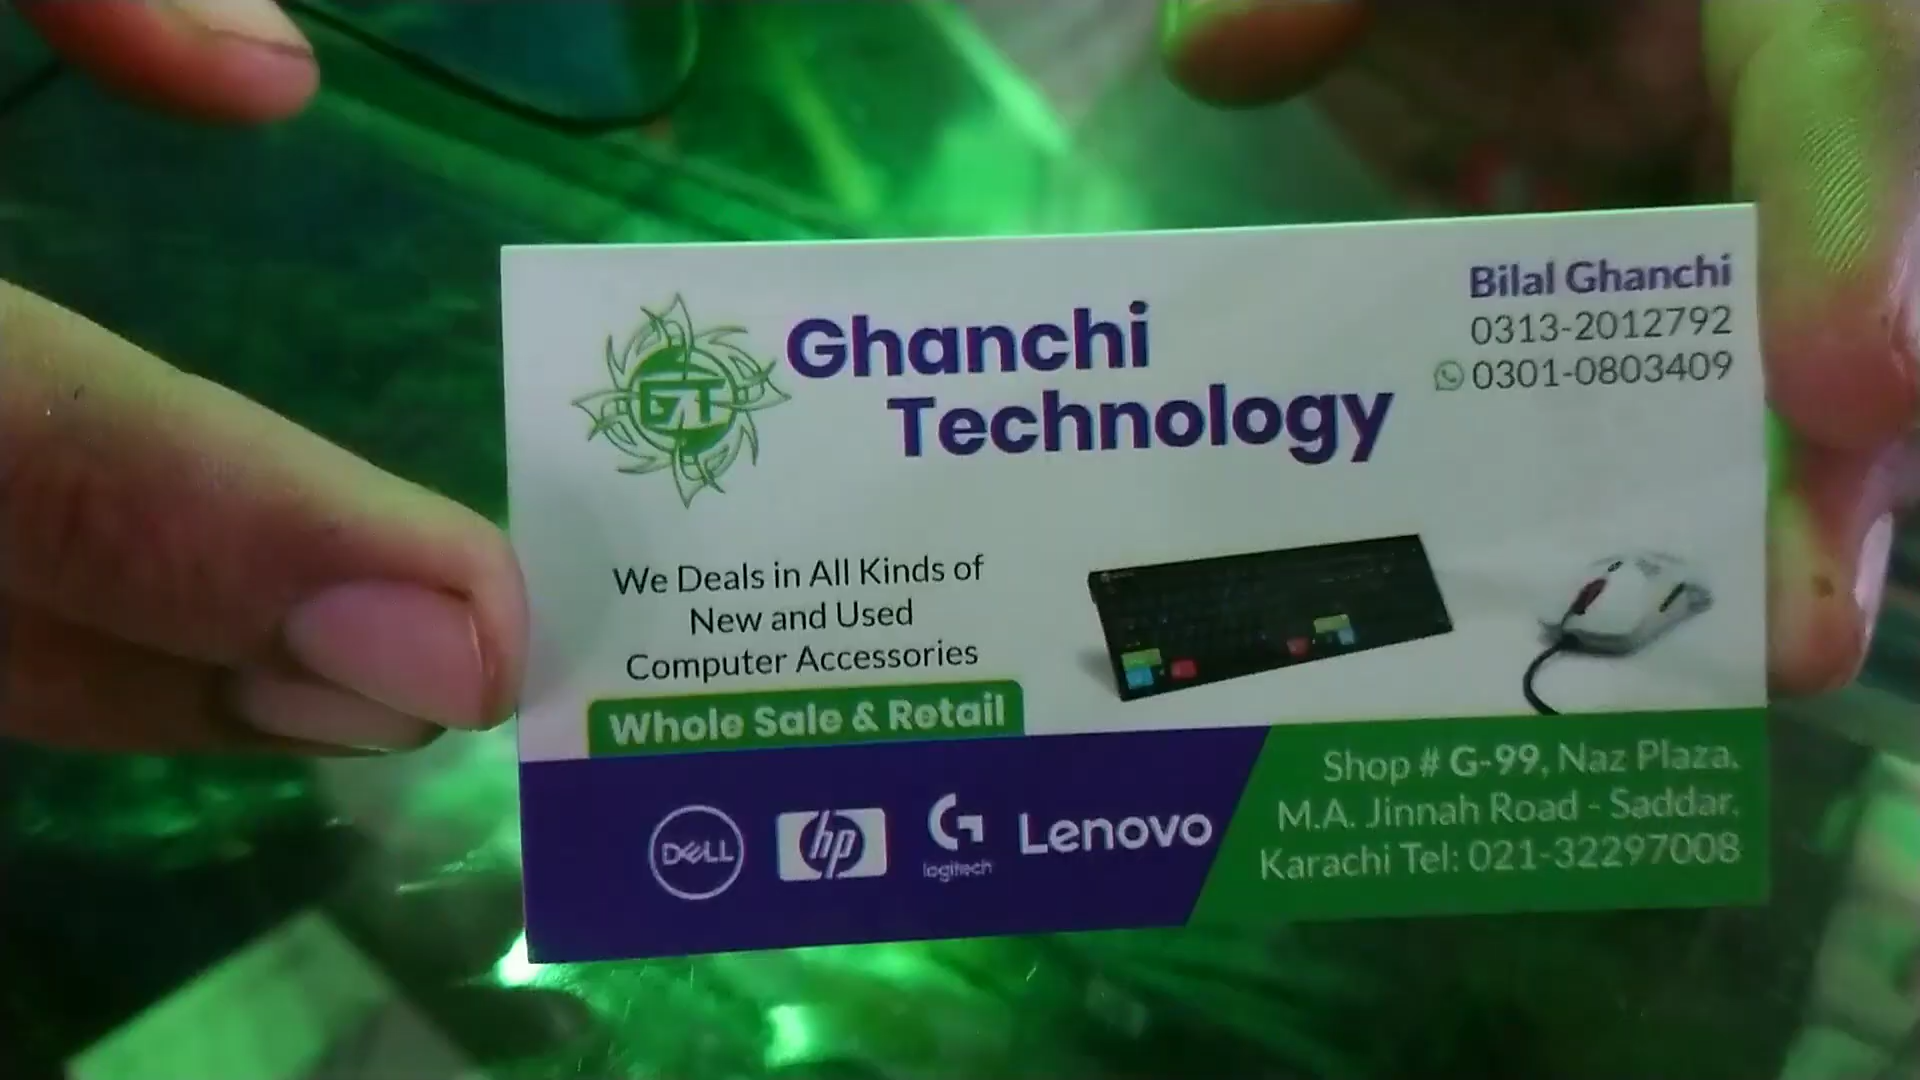 GT
Ghanchi
Technology
Bilal Ghanchi
0313-2012792
0301-0803409
We Deals in All Kinds of
New and Used
Computer Accessories
Whole Sale & Retail
DELL
hp
logitech
Lenovo
Shop # G-99, Naz Plaza,
M.A. Jinnah Road - Saddar,
Karachi Tel: 021-32297008